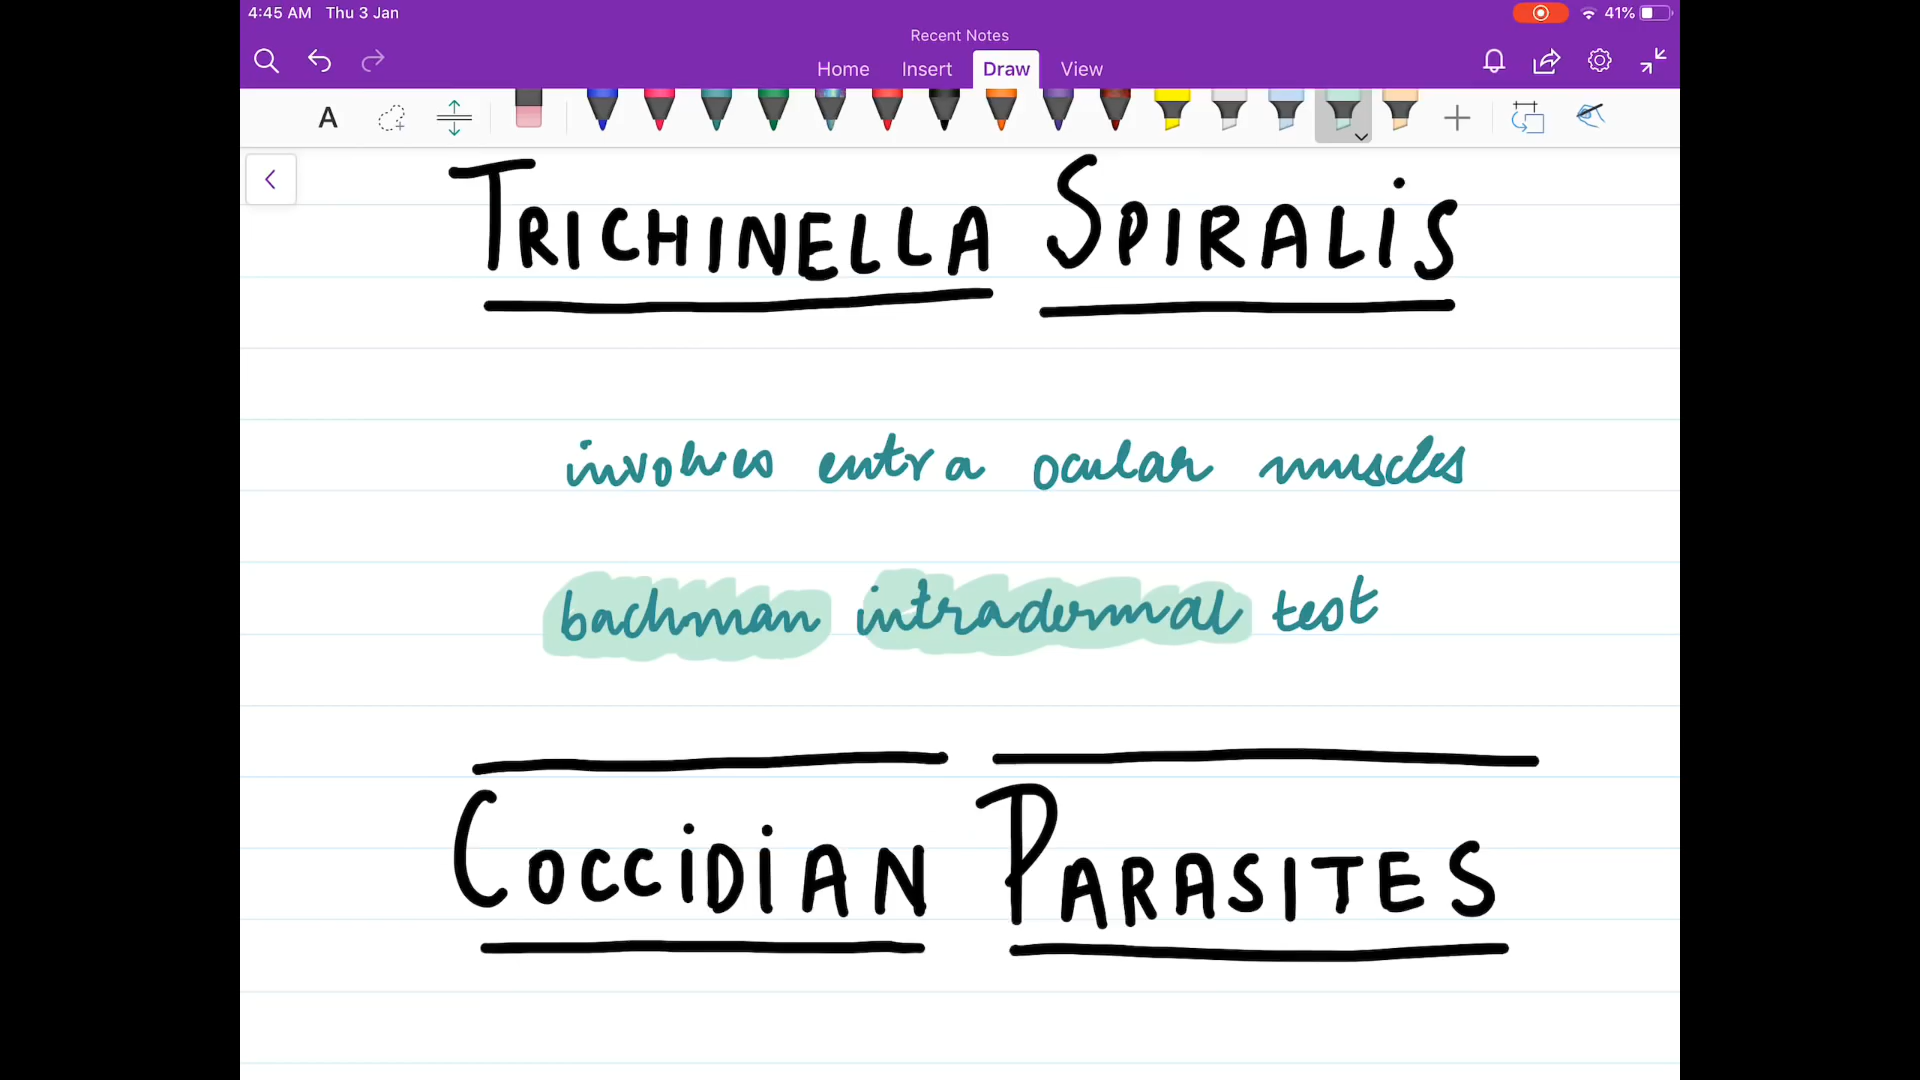 4:45 AM Thu 3 Jan
41%
Recent Notes
Home Insert Draw View
A
TRICHINELLA SPIRALIS
involves extra ocular muscles
bachman intradermal test
COCCIDIAN PARASITES